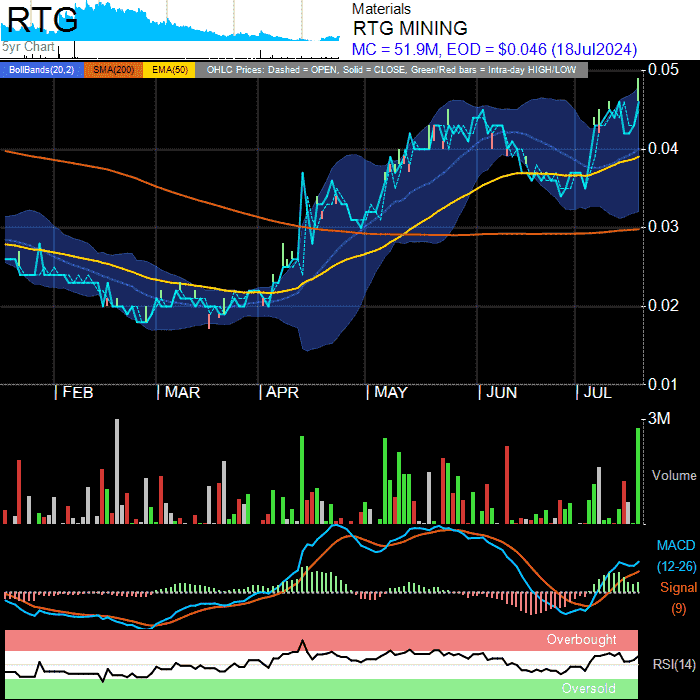 RTG
5yr Chart
Materials
RTG MINING
MC = 51.9M, EOD = $0.046 (18Jul2024)
BollBands(20,2) SMA(200) EMA(50) OHLC Prices: Dashed = OPEN, Solid = CLOSE, Green/Red bars = Intra-day HIGH/LOW
0.05
0.04
0.03
0.02
0.01
FEB MAR APR MAY JUN JUL
3M
Volume
MACD
(12-26)
Signal
(9)
Overbought
RSI(14)
Oversold